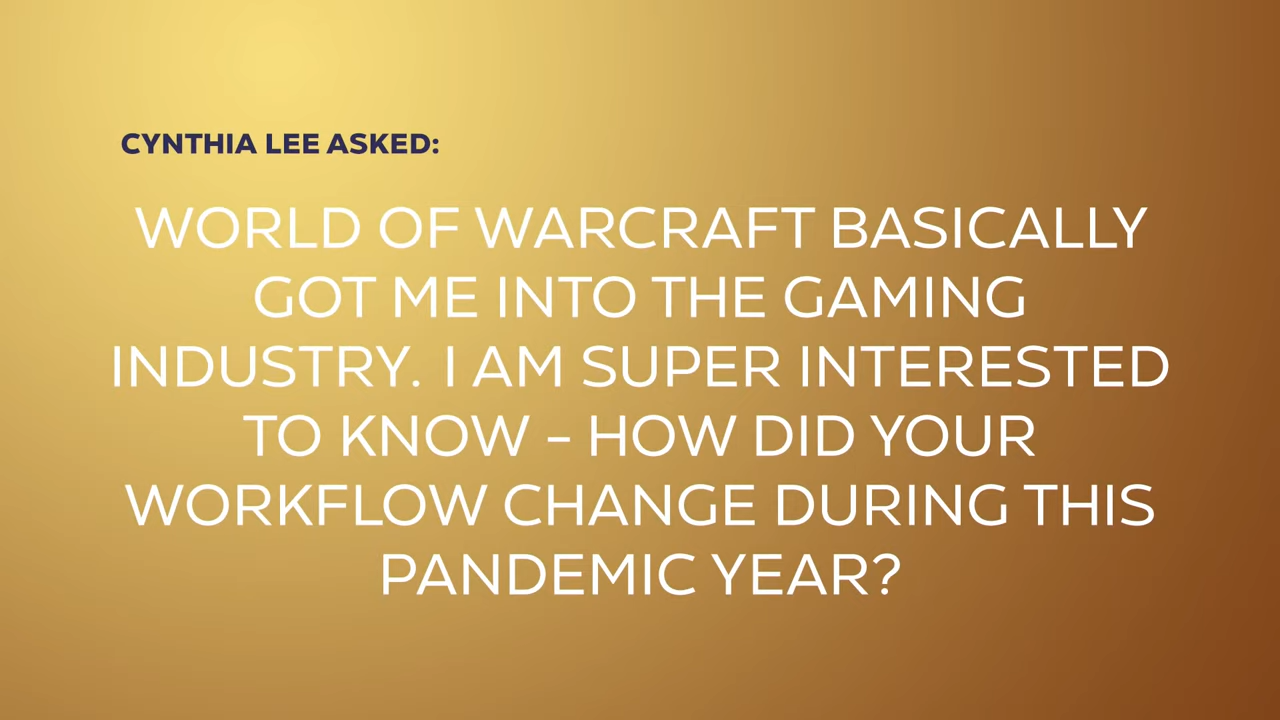 CYNTHIA LEE ASKED:
WORLD OF WARCRAFT BASICALLY
GOT ME INTO THE GAMING
INDUSTRY. I AM SUPER INTERESTED
TO KNOW - HOW DID YOUR
WORKFLOW CHANGE DURING THIS
PANDEMIC YEAR?